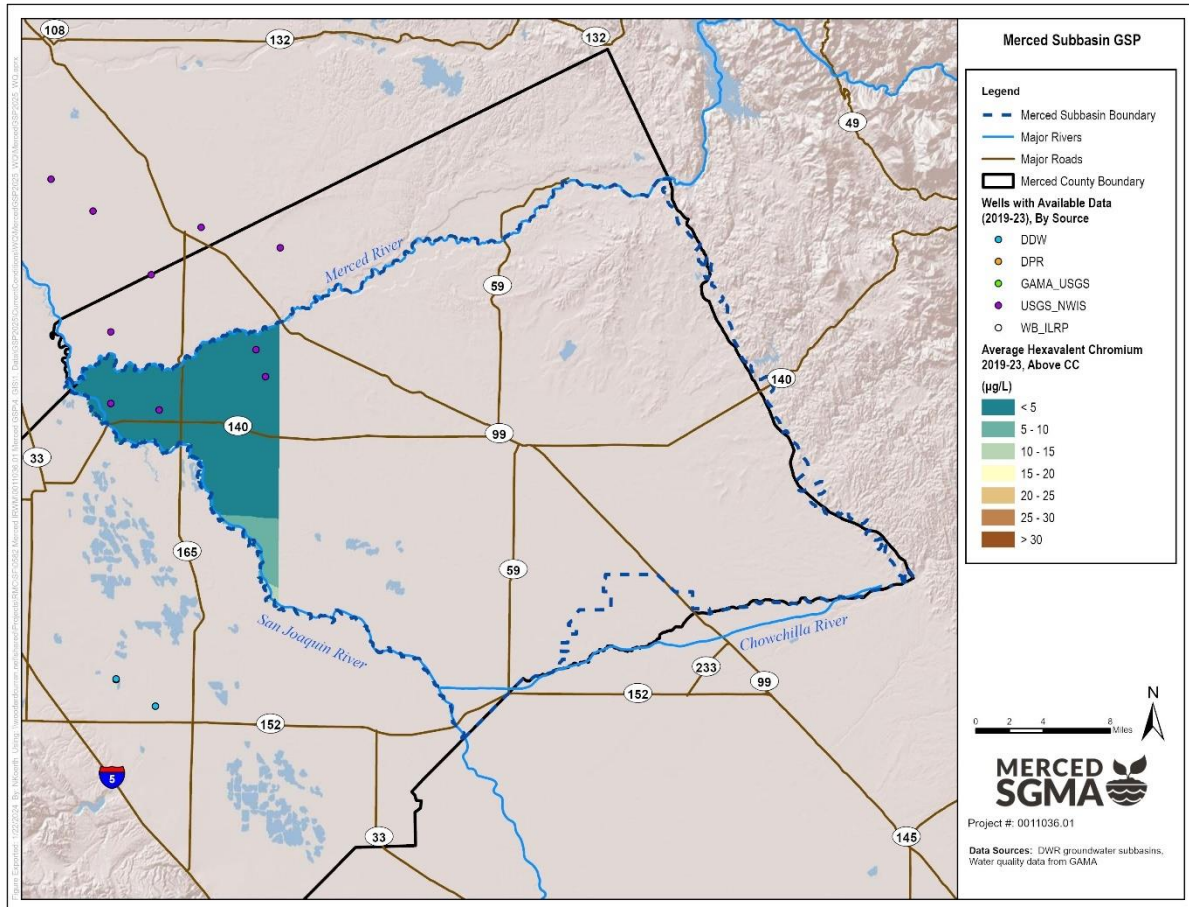 108
132
132
49
Merced River
59
140
99
140
33
165
59
San Joaquin River
Chowchilla River
233
99
152
152
5
33
145
Merced Subbasin GSP
Legend
Merced Subbasin Boundary
Major Rivers
Major Roads
Merced County Boundary
Wells with Available Data
(2019-23), By Source
DDW
DPR
GAMA_USGS
USGS_NWIS
WB_ILRP
Average Hexavalent Chromium
2019-23, Above CC
(µg/L)
< 5
5 - 10
10 - 15
15 - 20
20 - 25
25 - 30
> 30
N
0 2 4 8
Miles
MERCED
SGMA
Project #: 0011036.01
Data Sources: DWR groundwater subbasins,
Water quality data from GAMA